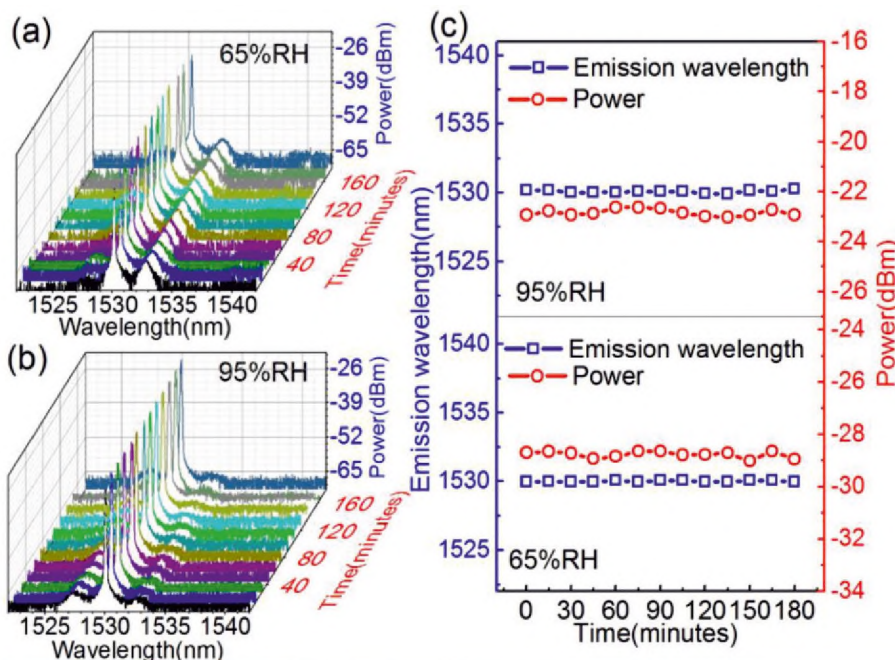 (a)
65%RH
-26
-39
-52
-65
Power(dBm)
160
120
80
40
Time(minutes)
1525 1530 1535 1540
Wavelength(nm)
(b)
95%RH
-26
-39
-52
-65
Power(dBm)
160
120
80
40
Time(minutes)
1525 1530 1535 1540
Wavelength(nm)
(c)
Emission wavelength(nm)
1540
1535
1530
1525
1540
1535
1530
1525
Emission wavelength
Power
95%RH
Emission wavelength
Power
65%RH
-16
-18
-20
-22
-23
-24
-26
-24
-26
-28
-30
-32
-34
Power(dBm)
0 30 60 90 120 150 180
Time(minutes)